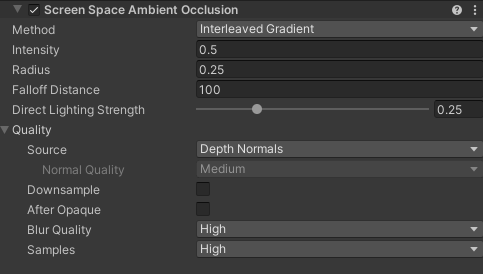 Screen Space Ambient Occlusion
Method Interleaved Gradient
Intensity 0.5
Radius 0.25
Falloff Distance 100
Direct Lighting Strength 0.25
Quality
Source Depth Normals
Normal Quality Medium
Downsample
After Opaque
Blur Quality High
Samples High